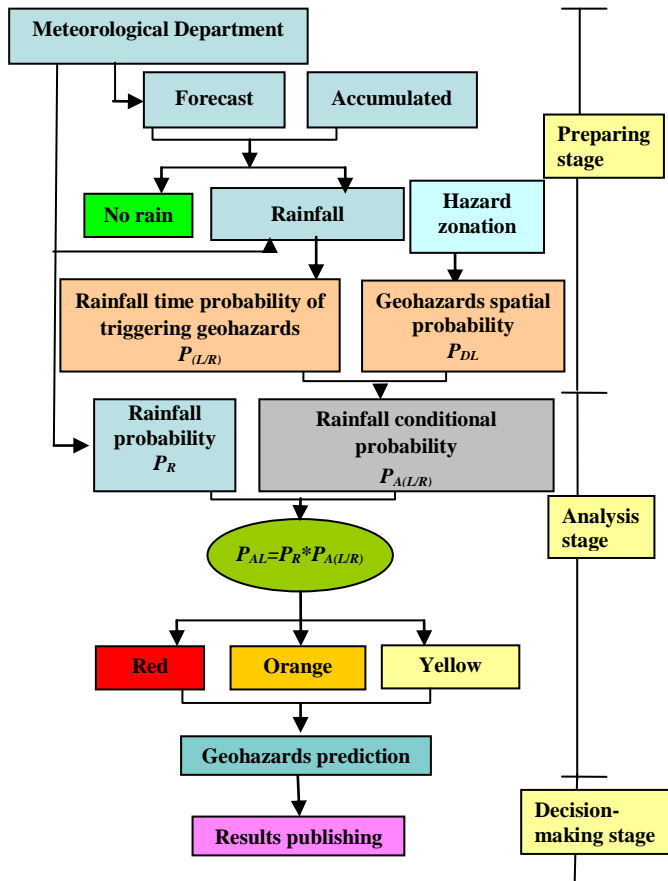 Meteorological Department
Forecast
Accumulated
Preparing
stage
No rain
Rainfall
Hazard
zonation
Rainfall time probability of
triggering geohazards
P(L/R)
Geohazards spatial
probability
PDL
Rainfall
probability
PR
Rainfall conditional
probability
PA(L/R)
Analysis
stage
PAL=PR*PA(L/R)
Red
Orange
Yellow
Geohazards prediction
Decision-
making stage
Results publishing